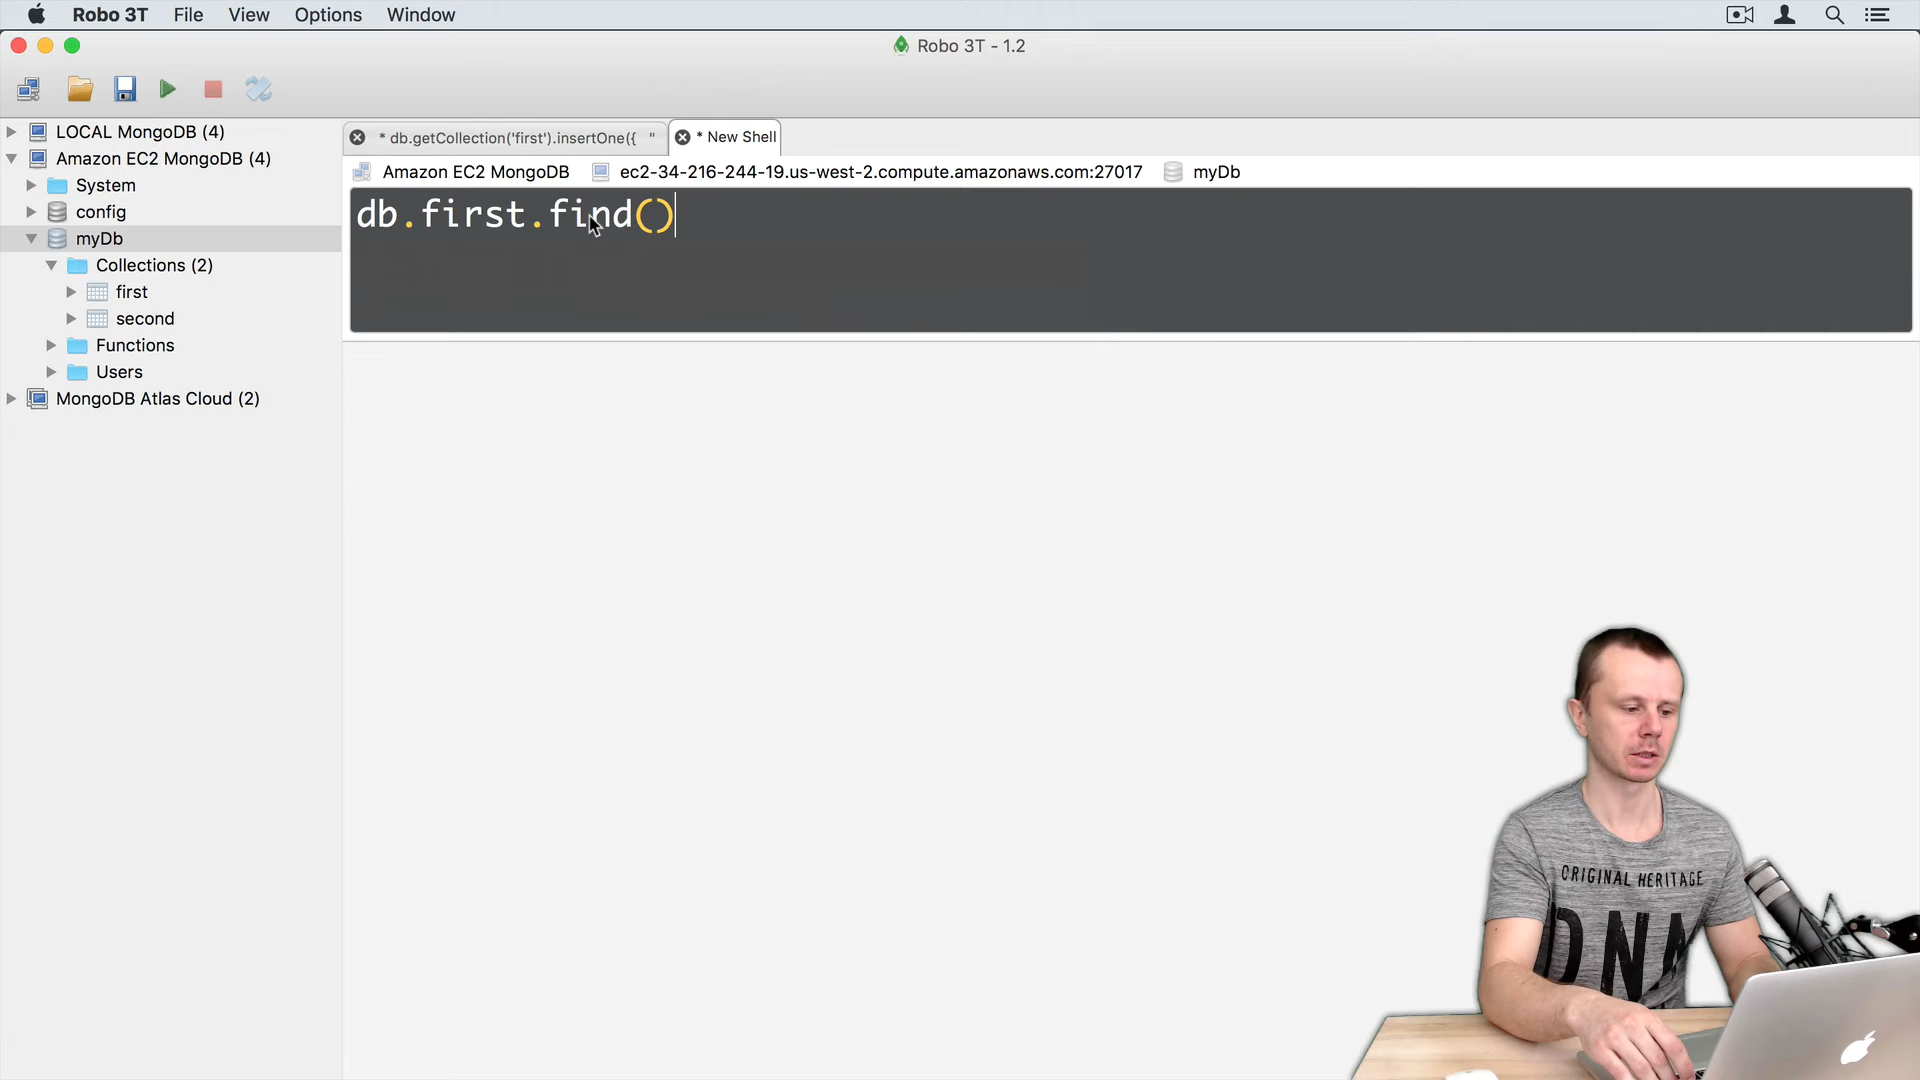 Robo 3T File View Options Window
Robo 3T - 1.2
LOCAL MongoDB (4)
Amazon EC2 MongoDB (4)
System
config
myDb
Collections (2)
first
second
Functions
Users
MongoDB Atlas Cloud (2)
* db.getCollection('first').insertOne({ "
* New Shell
Amazon EC2 MongoDB ec2-34-216-244-19.us-west-2.compute.amazonaws.com:27017 myDb
db.first.find()
ORIGINAL HERITAGE
DNA